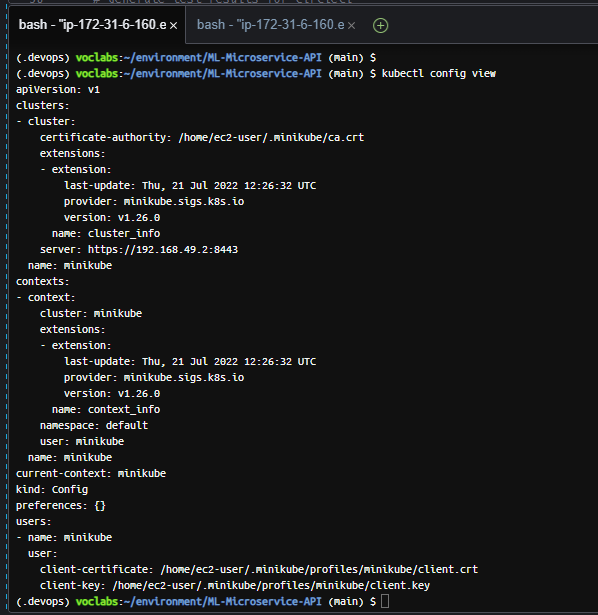 bash - "ip-172-31-6-160.e × bash - "ip-172-31-6-160.e ×
(.devops) voclabs:~/environment/ML-Microservice-API (main) $
(.devops) voclabs:~/environment/ML-Microservice-API (main) $ kubectl config view
apiVersion: v1
clusters:
- cluster:
    certificate-authority: /home/ec2-user/.minikube/ca.crt
    extensions:
    - extension:
        last-update: Thu, 21 Jul 2022 12:26:32 UTC
        provider: minikube.sigs.k8s.io
        version: v1.26.0
      name: cluster_info
    server: https://192.168.49.2:8443
  name: minikube
contexts:
- context:
    cluster: minikube
    extensions:
    - extension:
        last-update: Thu, 21 Jul 2022 12:26:32 UTC
        provider: minikube.sigs.k8s.io
        version: v1.26.0
      name: context_info
    namespace: default
    user: minikube
  name: minikube
current-context: minikube
kind: Config
preferences: {}
users:
- name: minikube
  user:
    client-certificate: /home/ec2-user/.minikube/profiles/minikube/client.crt
    client-key: /home/ec2-user/.minikube/profiles/minikube/client.key
(.devops) voclabs:~/environment/ML-Microservice-API (main) $